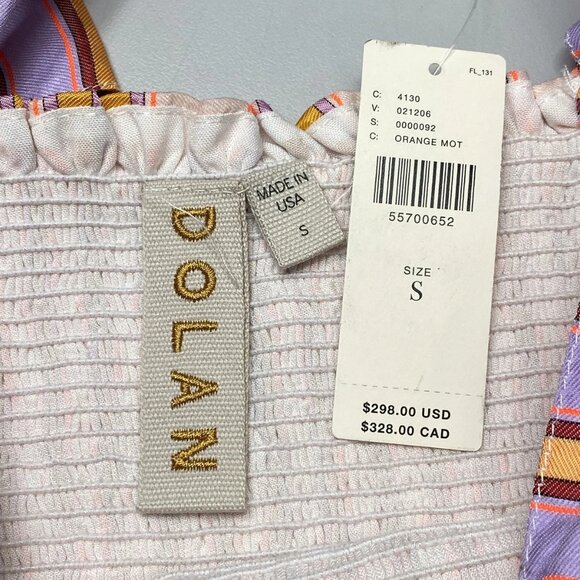 FL_131
C: 4130
V: 021206
S: 0000092
C: ORANGE MOT
55700652
SIZE
S
$298.00 USD
$328.00 CAD
MADE IN
USA
S
DOLAN